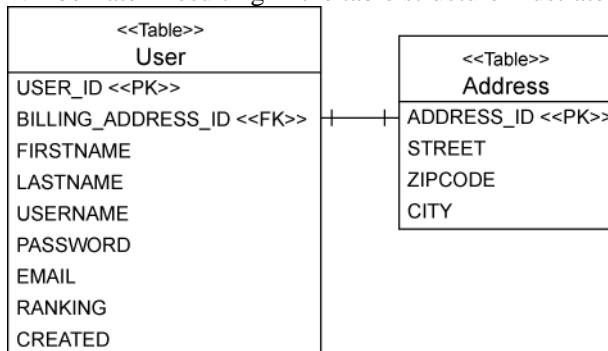 <<Table>>
User
USER_ID <<PK>>
BILLING_ADDRESS_ID <<FK>>
FIRSTNAME
LASTNAME
USERNAME
PASSWORD
EMAIL
RANKING
CREATED
<<Table>>
Address
ADDRESS_ID <<PK>>
STREET
ZIPCODE
CITY